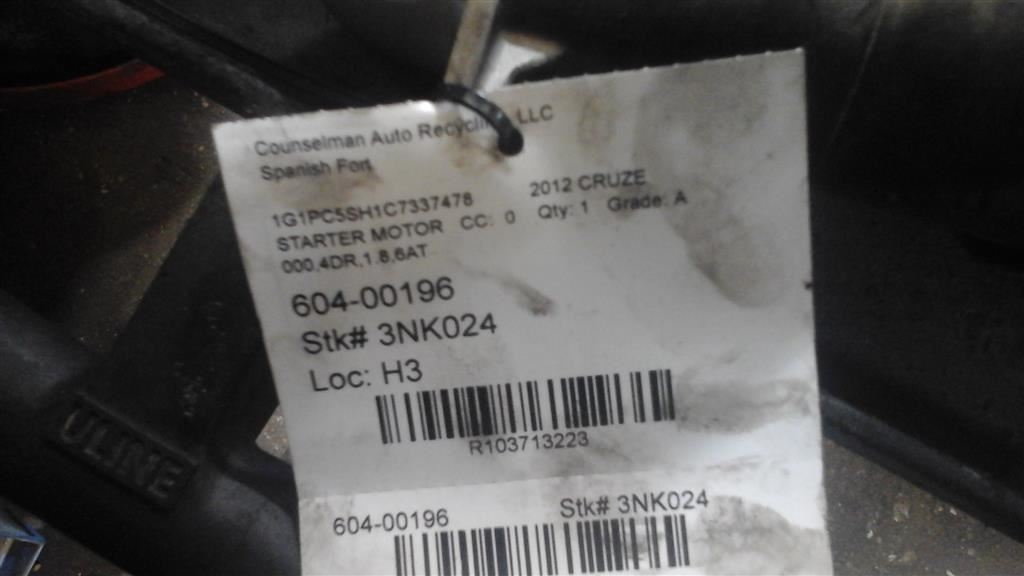 Counselman Auto Recycling, LLC
Spanish Fort
1G1PC5SH1C7337478 2012 CRUZE
STARTER MOTOR CC: 0 Qty: 1 Grade: A
000,4DR,1.8,6AT
604-00196
Stk# 3NK024
Loc: H3
R103713223
604-00196 Stk# 3NK024
ULINE